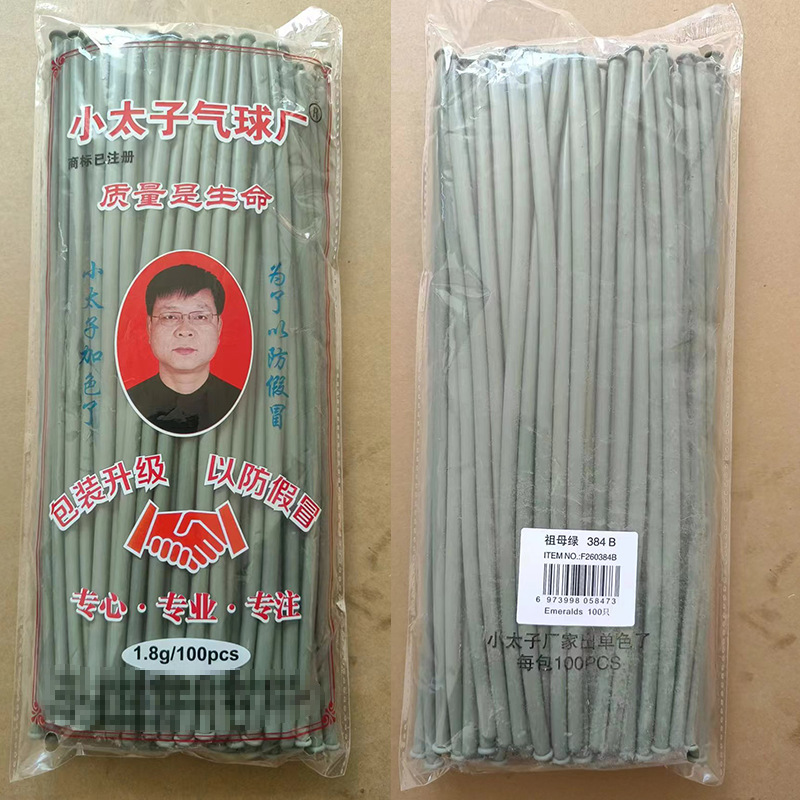 小太子气球厂®
商标已注册
质量是生命
小太子加色了
为了以防假冒
包装升级 以防假冒
专心·专业·专注
1.8g/100pcs
祖母绿 384 B
ITEM NO.:F260384B
6 973998 058473
Emeralds 100只
小太子厂家出单色了
每包100PCS